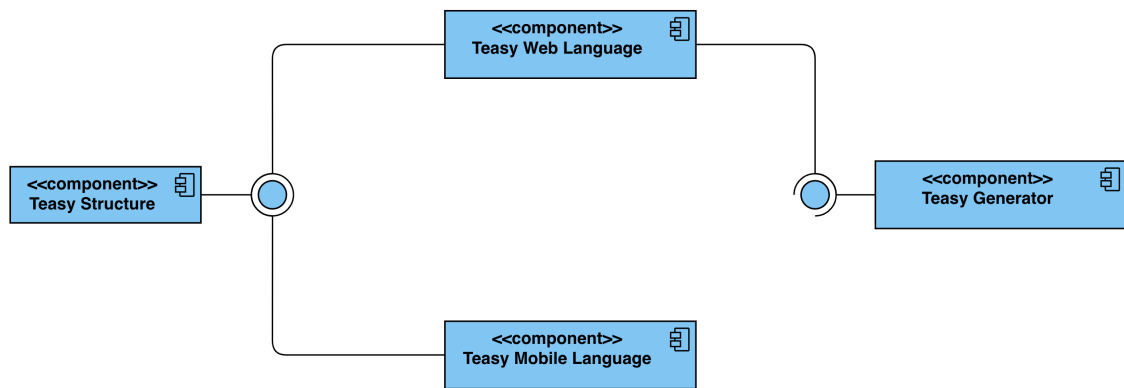 <<component>>
Teasy Web Language
<<component>>
Teasy Structure
<<component>>
Teasy Generator
<<component>>
Teasy Mobile Language